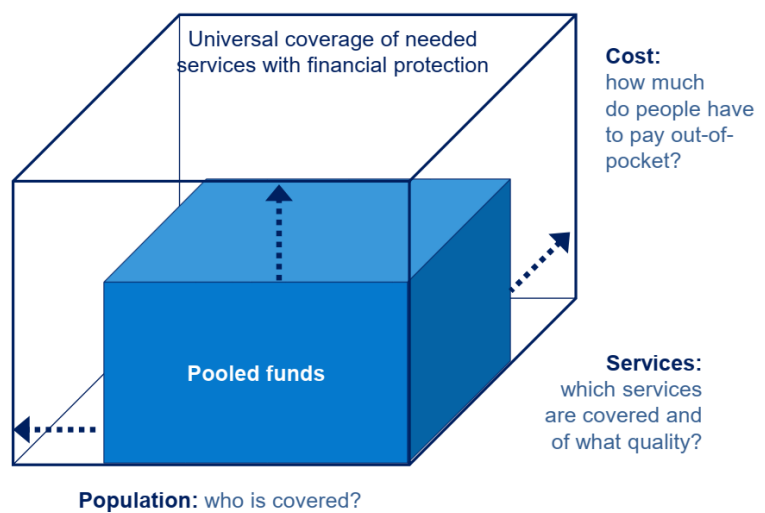 Universal coverage of needed
services with financial protection
Cost:
how much
do people have
to pay out-of-
pocket?
Pooled funds
Services:
which services
are covered and
of what quality?
Population: who is covered?